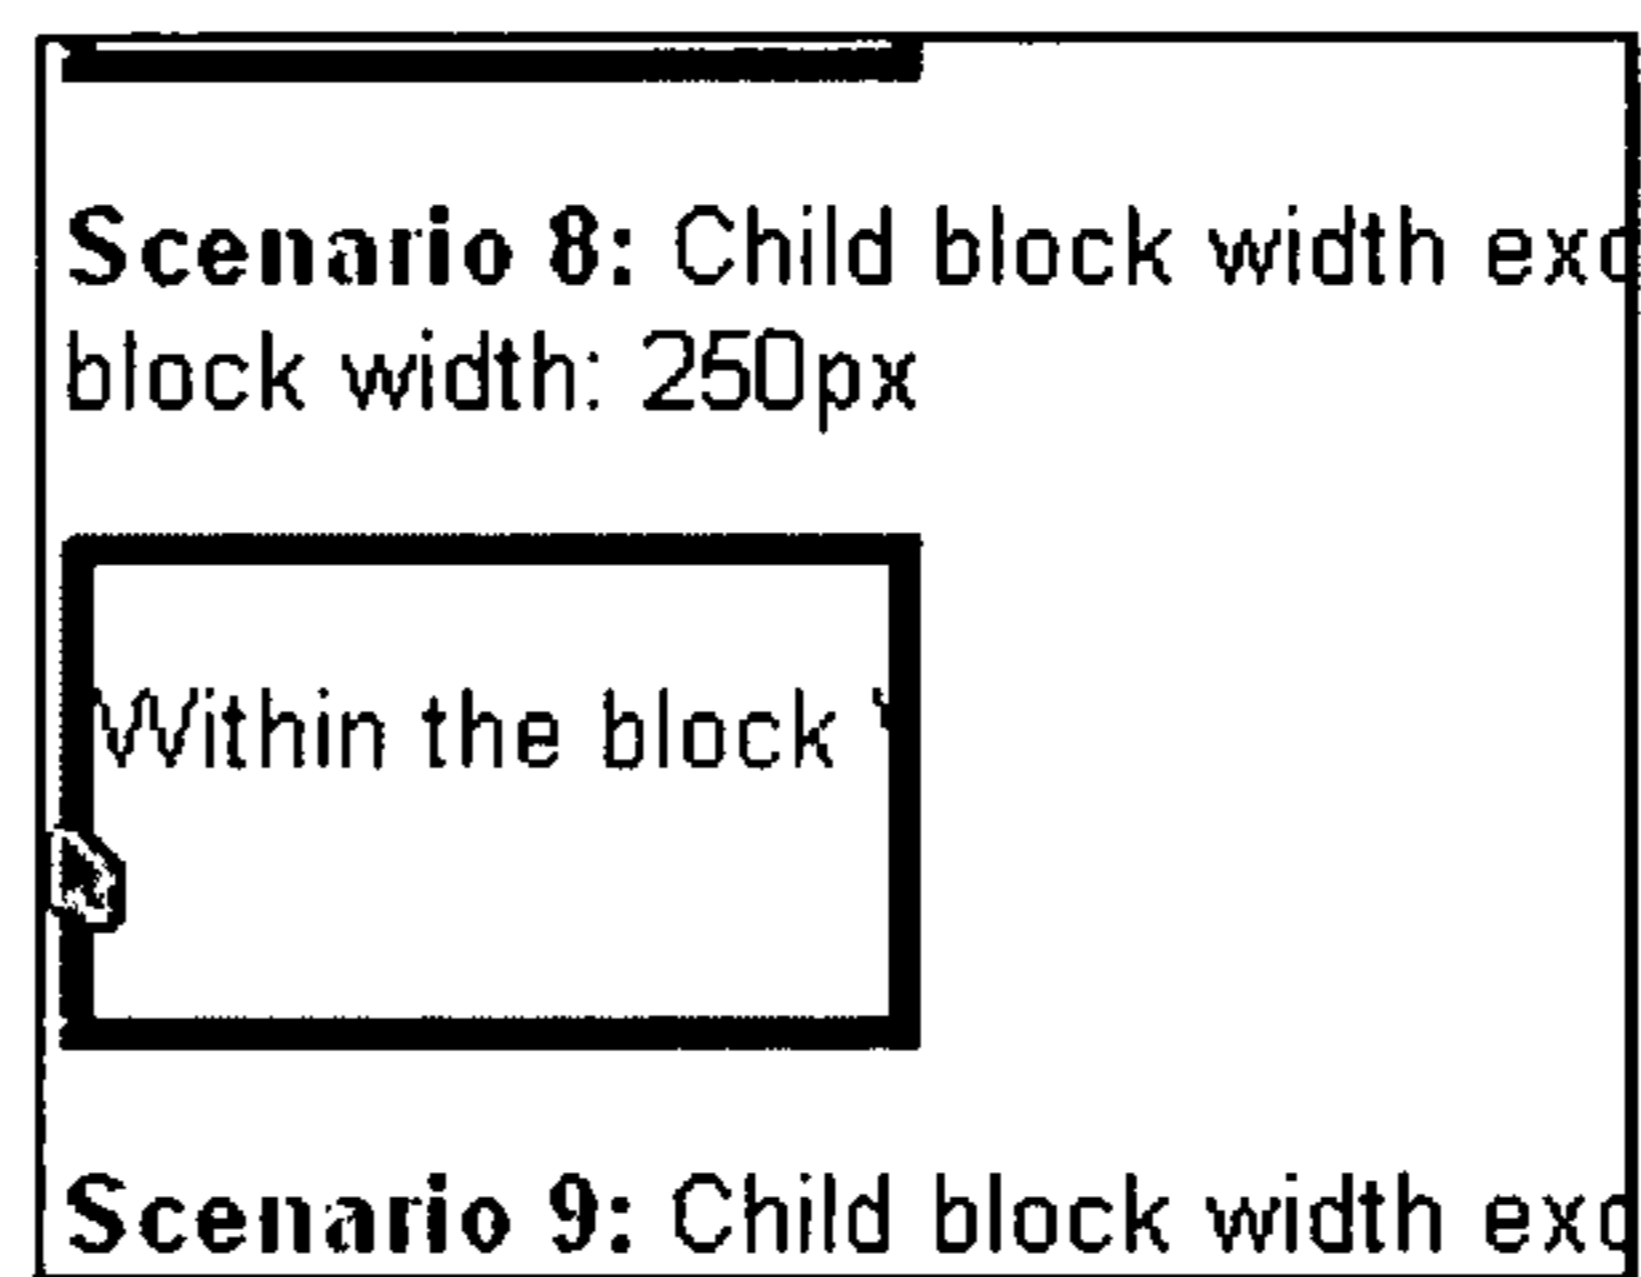 Scenario 8: Child block width exc
block width: 250px
Within the block
Scenario 9: Child block width exc